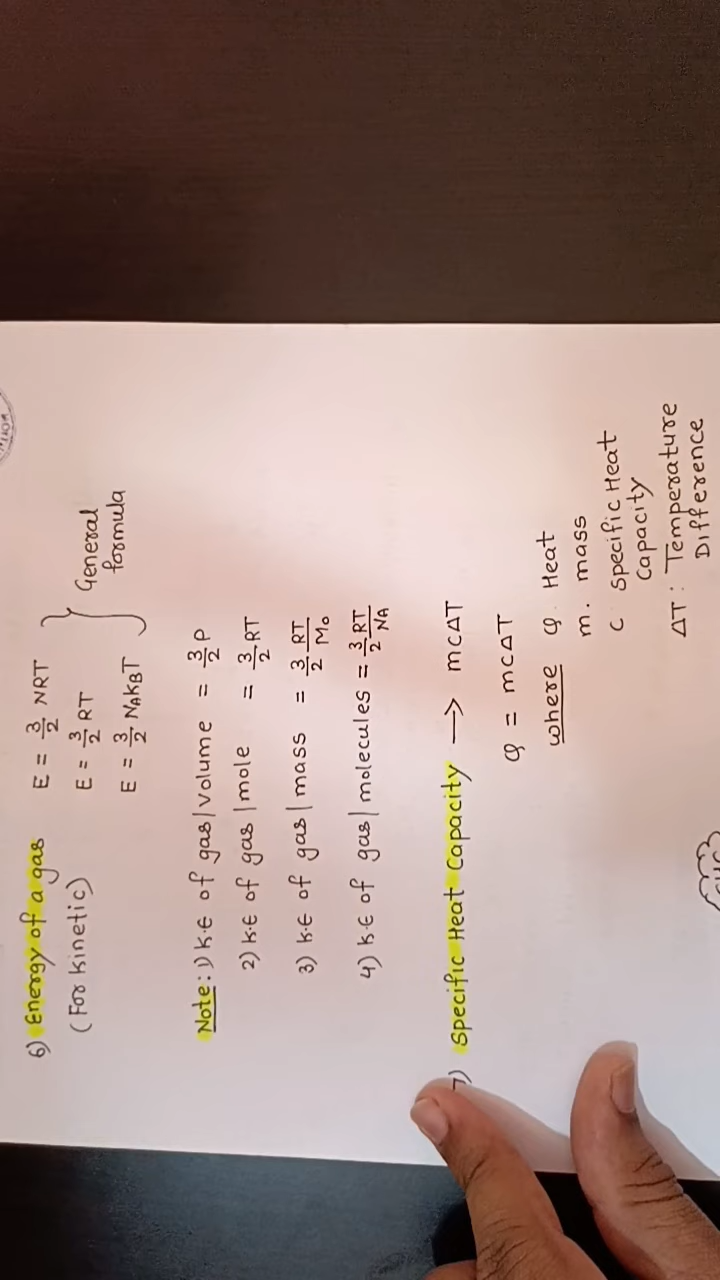 6) Energy of a gas E = 3/2 NRT
(For kinetic) E = 3/2 RT
E = 3/2 NAKBT
} General formula
Note: 1) K.E of gas/volume = 3/2 P
2) K.E of gas/mole = 3/2 RT
3) K.E of gas/mass = 3/2 RT/Mo
4) K.E of gas/molecules = 3/2 RT/NA
7) Specific Heat Capacity → mcΔT
Q = mcΔT
where Q. Heat
m. mass
C Specific Heat
Capacity
ΔT: Temperature
Difference